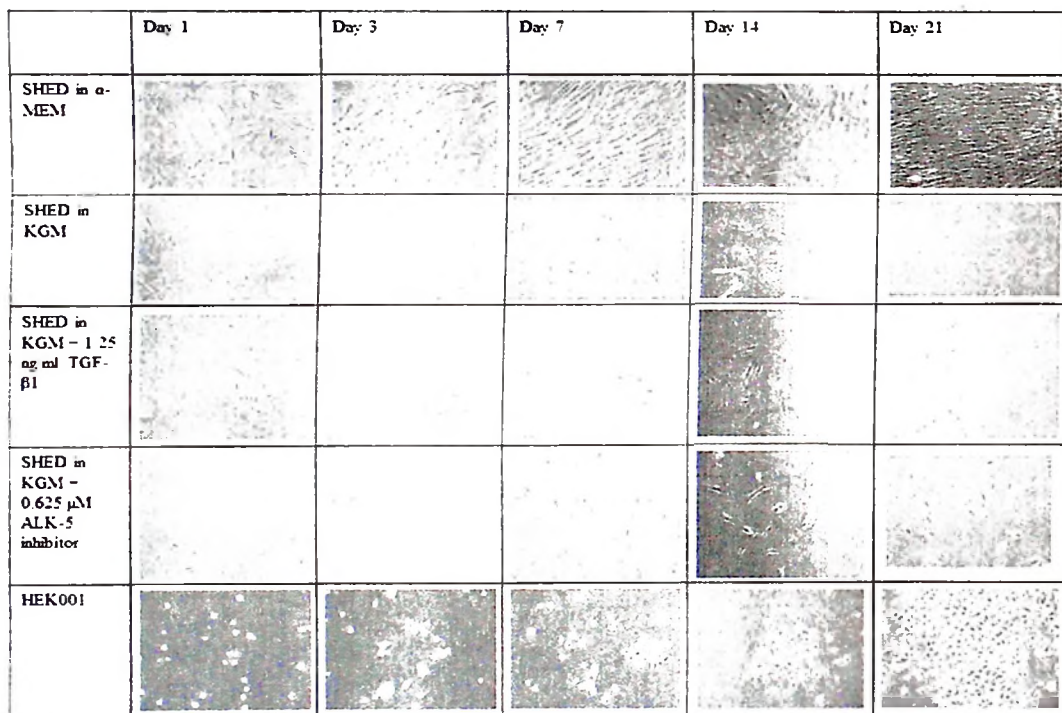 Day 1
Day 3
Day 7
Day 14
Day 21
SHED in α-
MEM
SHED in
KGM
SHED in
KGM - 1 25
ng ml TGF-
β1
SHED in
KGM -
0.625 μM
ALK-5
inhibitor
HEK001